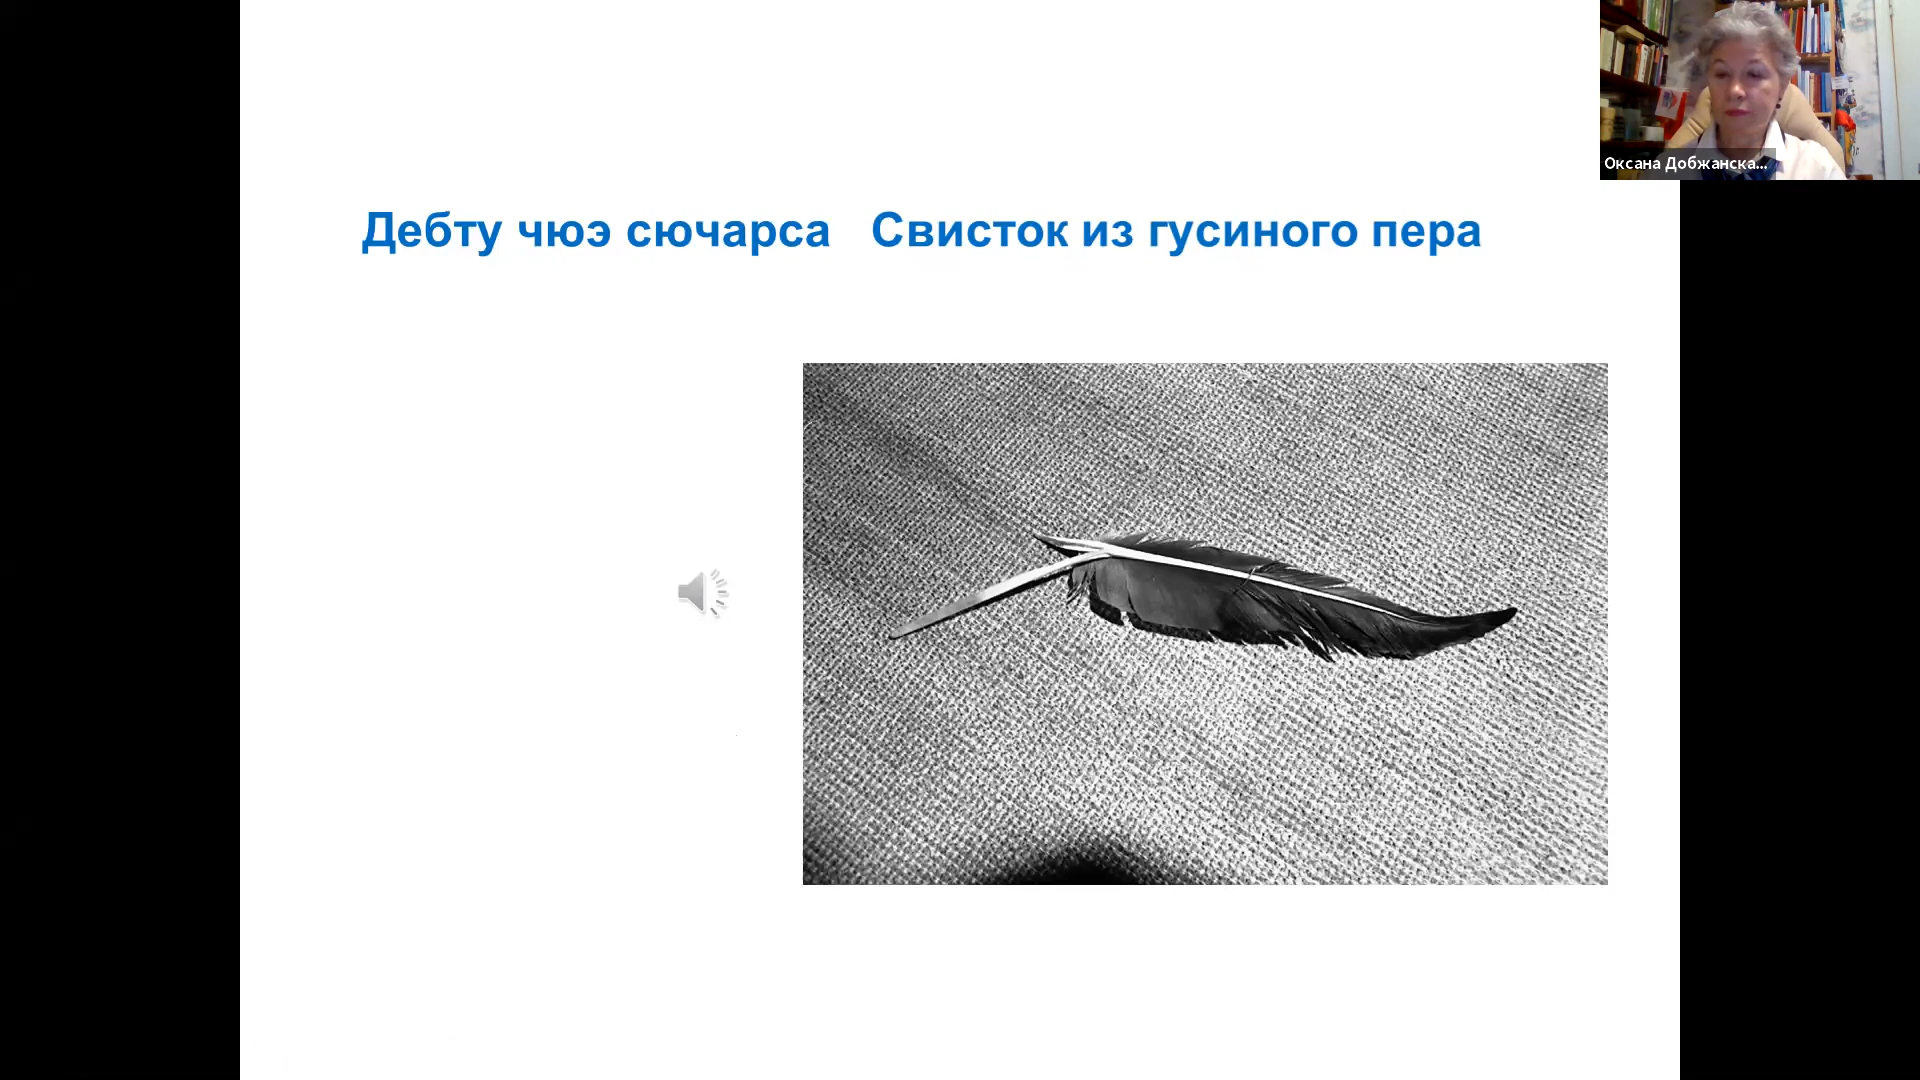 Оксана Добжанска...
Дебту чюэ сючарса Свисток из гусиного пера